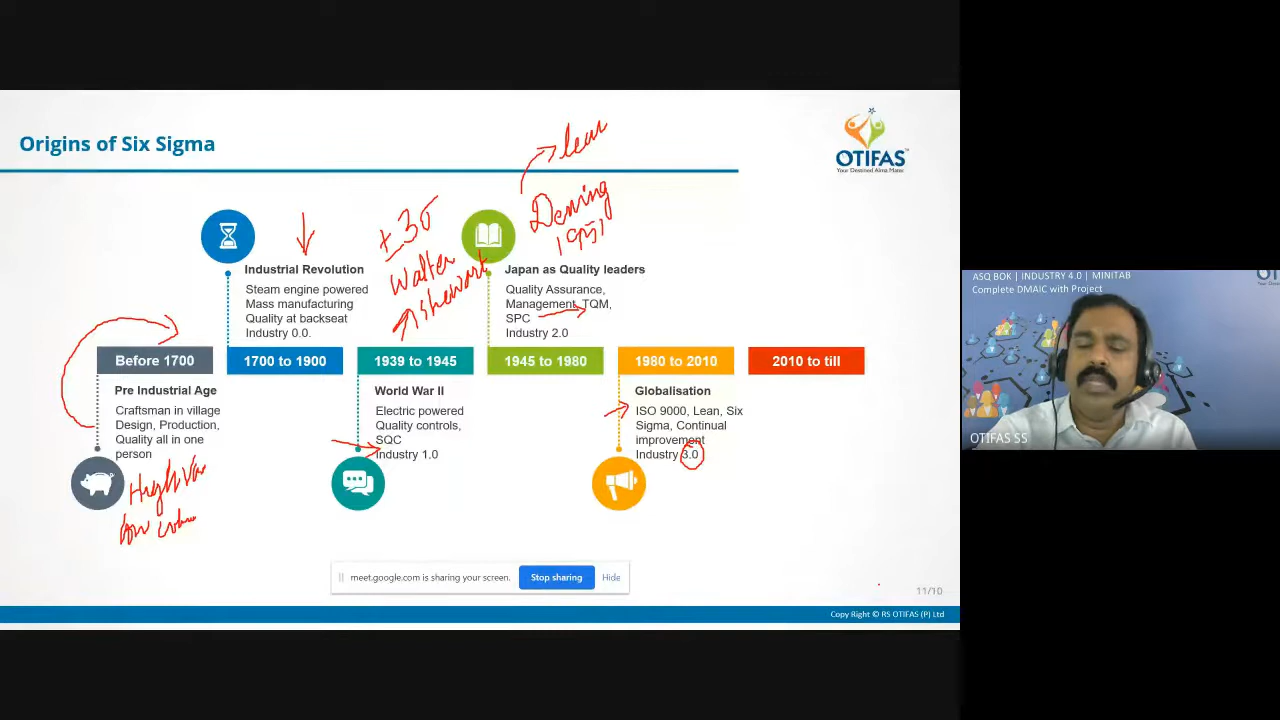 Origins of Six Sigma
OTIFAS
Your Destined Alma Mater
lean
Deming
1951
±3σ
Walter
Shewart
Industrial Revolution
Steam engine powered
Mass manufacturing
Quality at backseat
Industry 0.0.
Japan as Quality leaders
Quality Assurance,
Management, TQM,
SPC
Industry 2.0
Before 1700
1700 to 1900
1939 to 1945
1945 to 1980
1980 to 2010
2010 to till
Pre Industrial Age
Craftsman in village
Design, Production,
Quality all in one
person
High Var
low
World War II
Electric powered
Quality controls,
SQC
Industry 1.0
Globalisation
ISO 9000, Lean, Six
Sigma, Continual
improvement
Industry 3.0
meet.google.com is sharing your screen.
Stop sharing
Hide
11/10
Copy Right © RS OTIFAS (P) Ltd
ASQ BOK | INDUSTRY 4.0 | MINITAB
Complete DMAIC with Project
OTIFAS SS